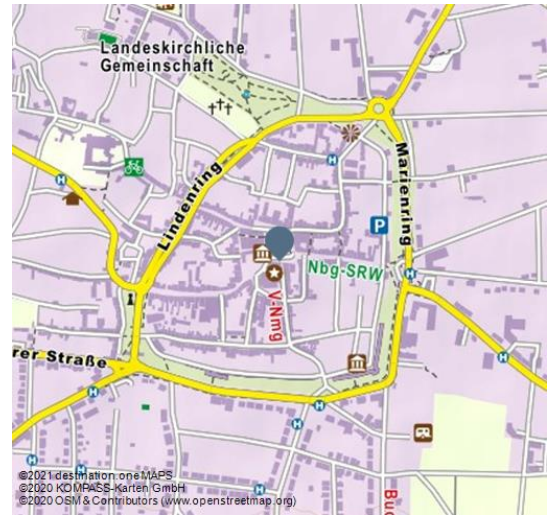 Landeskirchliche
Gemeinschaft
Lindenring
Marienring
P
Nbg-SRW
V-Nmg
rer Straße
H
H
H
H
H
H
H
Buc
©2021 destination.one MAPS
©2020 KOMPASS-Karten GmbH
©2020 OSM & Contributors (www.openstreetmap.org)